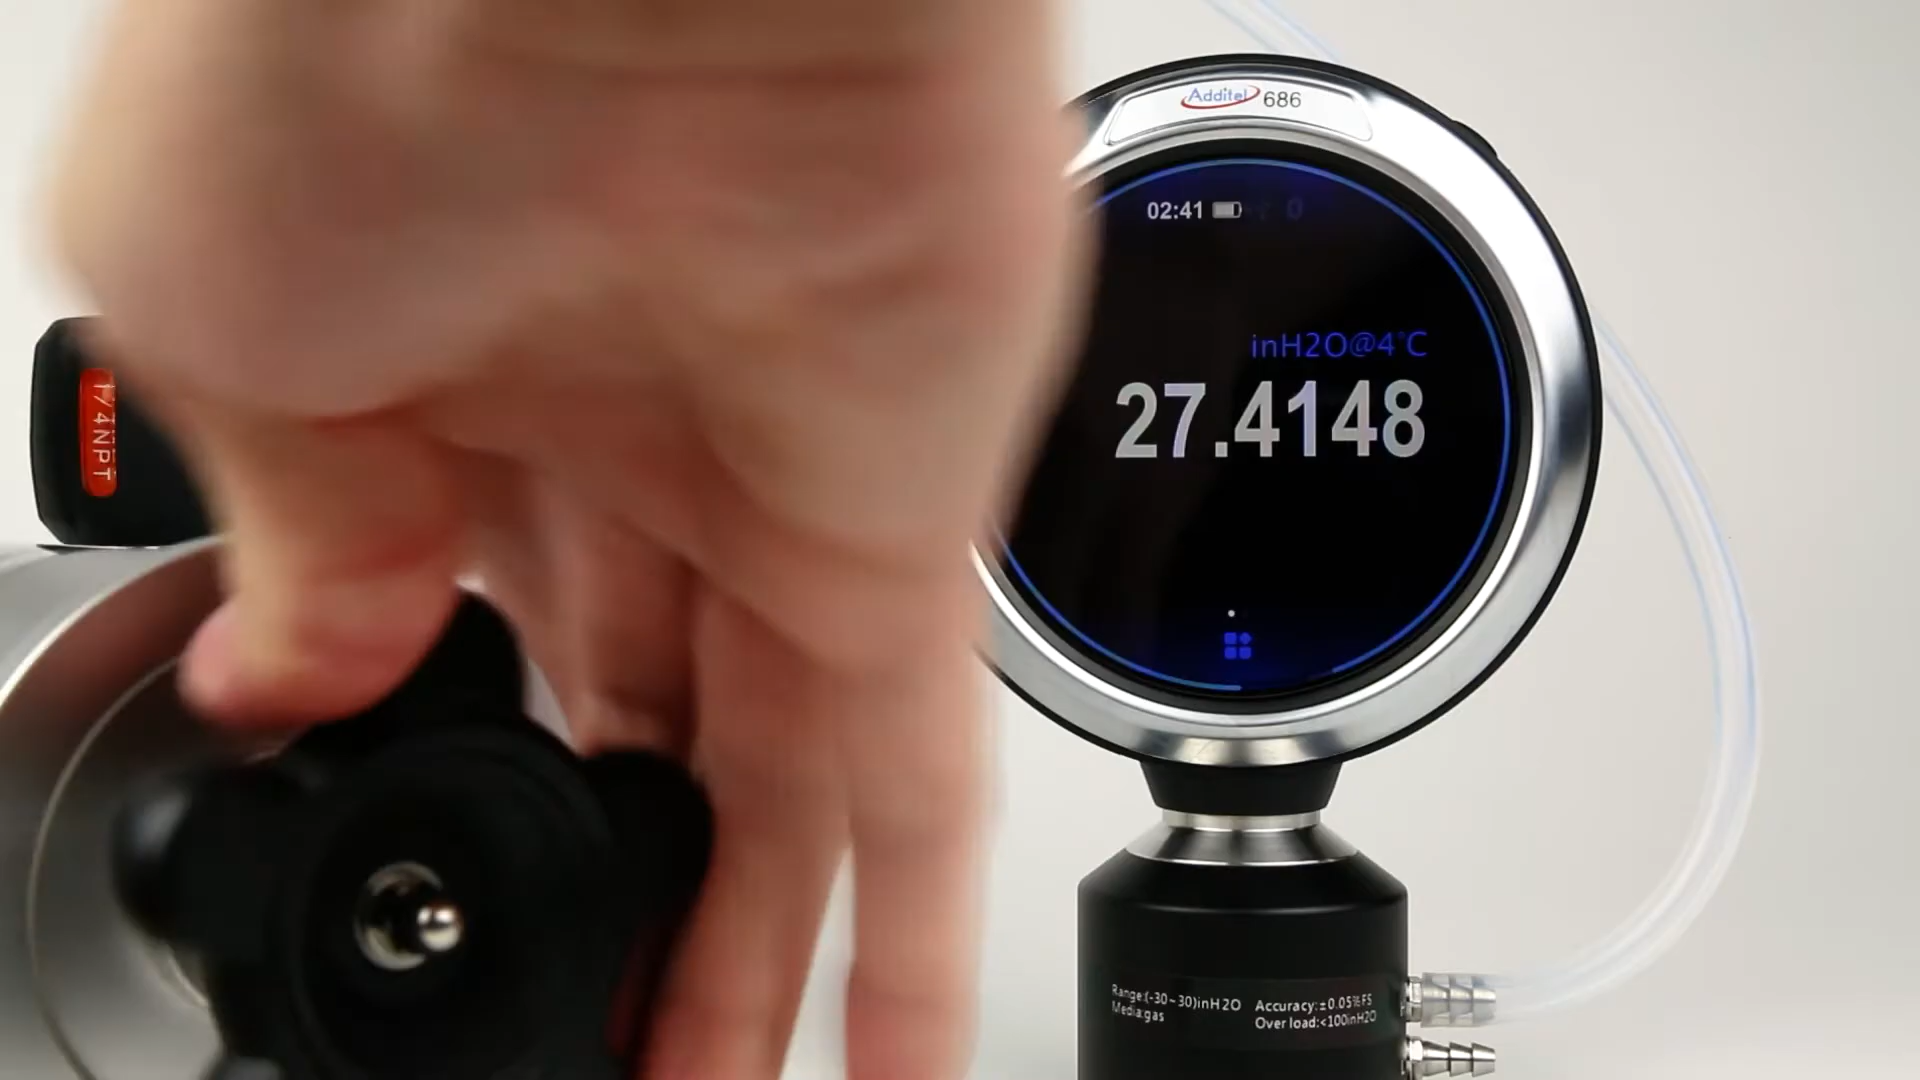 Additel 686
02:41
inH2O@4°C
27.4148
1/4NPT
Range:(-30~30)inH2O
Media:gas
Accuracy:±0.05%FS
Over load:<100inH2O